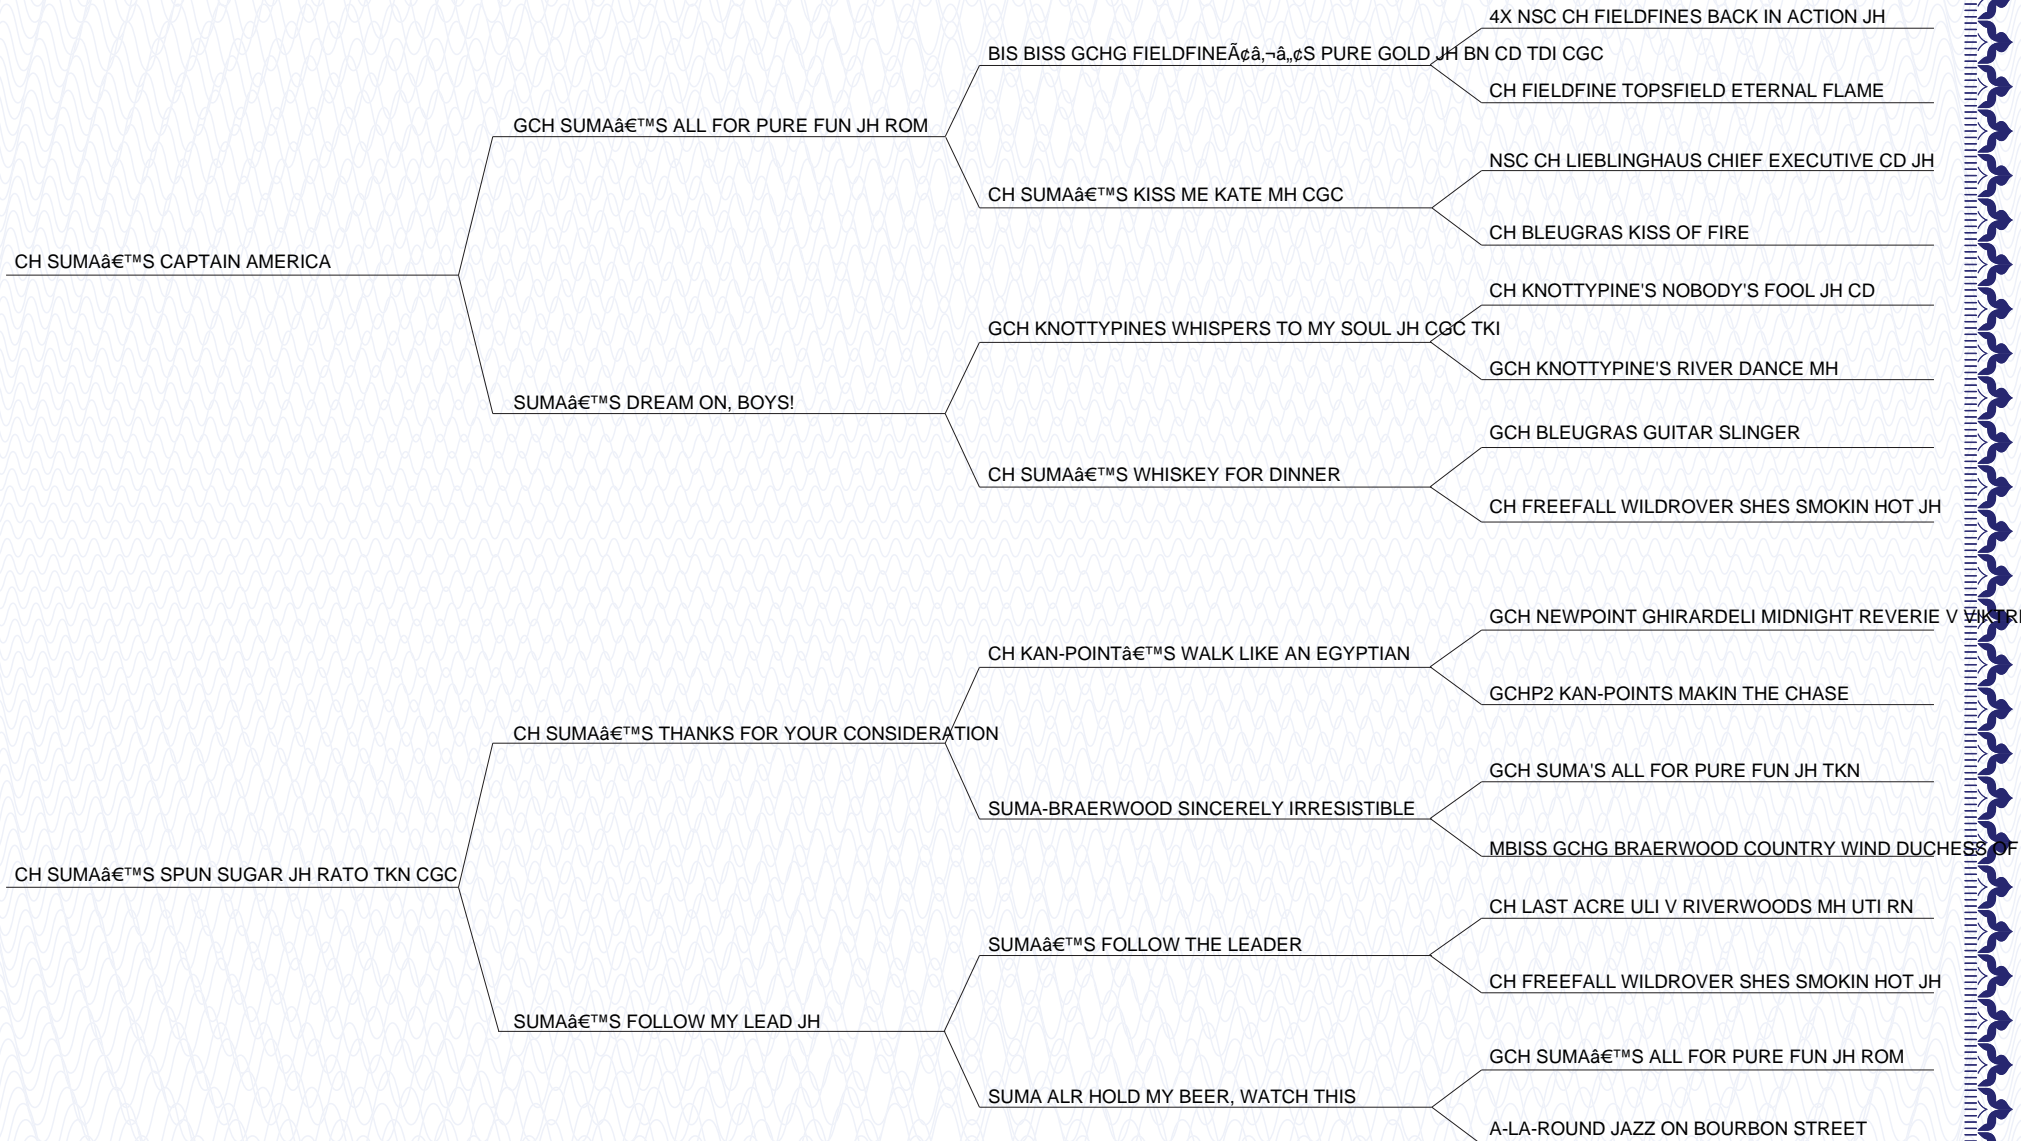 4X NSC CH FIELDFINES BACK IN ACTION JH
BIS BISS GCHG FIELDFINEÃ¢â‚¬â„¢S PURE GOLD JH BN CD TDI CGC
CH FIELDFINE TOPSFIELD ETERNAL FLAME
GCH SUMAâ€™S ALL FOR PURE FUN JH ROM
NSC CH LIEBLINGHAUS CHIEF EXECUTIVE CD JH
CH SUMAâ€™S KISS ME KATE MH CGC
CH BLEUGRAS KISS OF FIRE
CH SUMAâ€™S CAPTAIN AMERICA
CH KNOTTYPINE'S NOBODY'S FOOL JH CD
GCH KNOTTYPINES WHISPERS TO MY SOUL JH CGC TKI
GCH KNOTTYPINE'S RIVER DANCE MH
SUMAâ€™S DREAM ON, BOYS!
GCH BLEUGRAS GUITAR SLINGER
CH SUMAâ€™S WHISKEY FOR DINNER
CH FREEFALL WILDROVER SHES SMOKIN HOT JH
GCH NEWPOINT GHIRARDELI MIDNIGHT REVERIE V
CH KAN-POINTâ€™S WALK LIKE AN EGYPTIAN
GCHP2 KAN-POINTS MAKIN THE CHASE
CH SUMAâ€™S THANKS FOR YOUR CONSIDERATION
GCH SUMA'S ALL FOR PURE FUN JH TKN
SUMA-BRAERWOOD SINCERELY IRRESISTIBLE
MBISS GCHG BRAERWOOD COUNTRY WIND DUCHESS OF
CH SUMAâ€™S SPUN SUGAR JH RATO TKN CGC
CH LAST ACRE ULI V RIVERWOODS MH UTI RN
SUMAâ€™S FOLLOW THE LEADER
CH FREEFALL WILDROVER SHES SMOKIN HOT JH
SUMAâ€™S FOLLOW MY LEAD JH
GCH SUMAâ€™S ALL FOR PURE FUN JH ROM
SUMA ALR HOLD MY BEER, WATCH THIS
A-LA-ROUND JAZZ ON BOURBON STREET